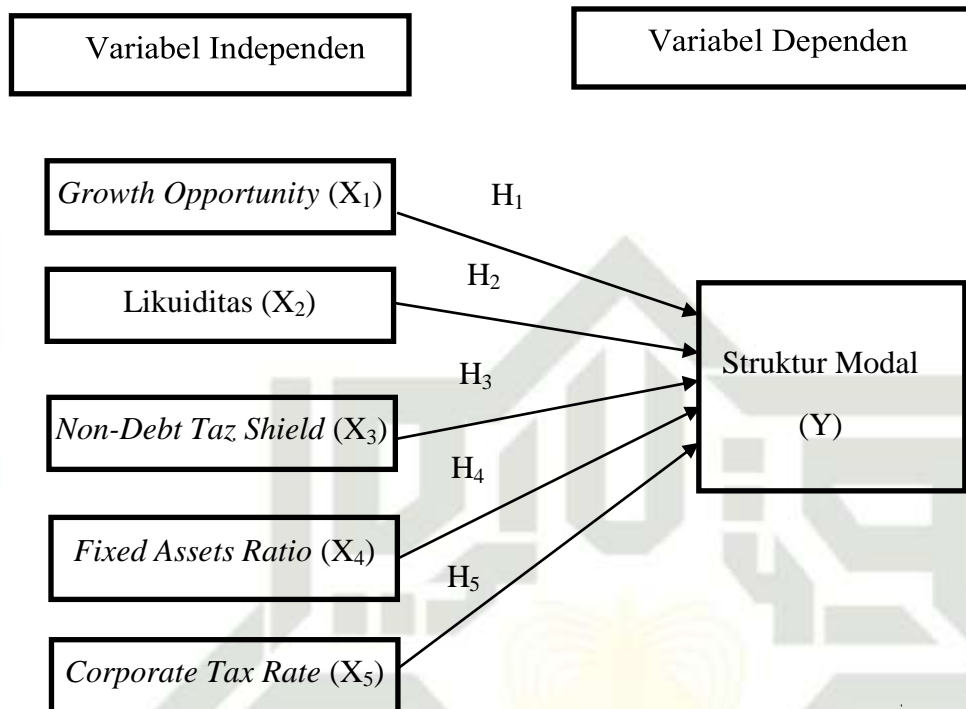 Variabel Independen
Variabel Dependen
Growth Opportunity (X₁)
H₁
Likuiditas (X₂)
H₂
Struktur Modal
(Y)
Non-Debt Taz Shield (X₃)
H₃
Fixed Assets Ratio (X₄)
H₄
Corporate Tax Rate (X₅)
H₅